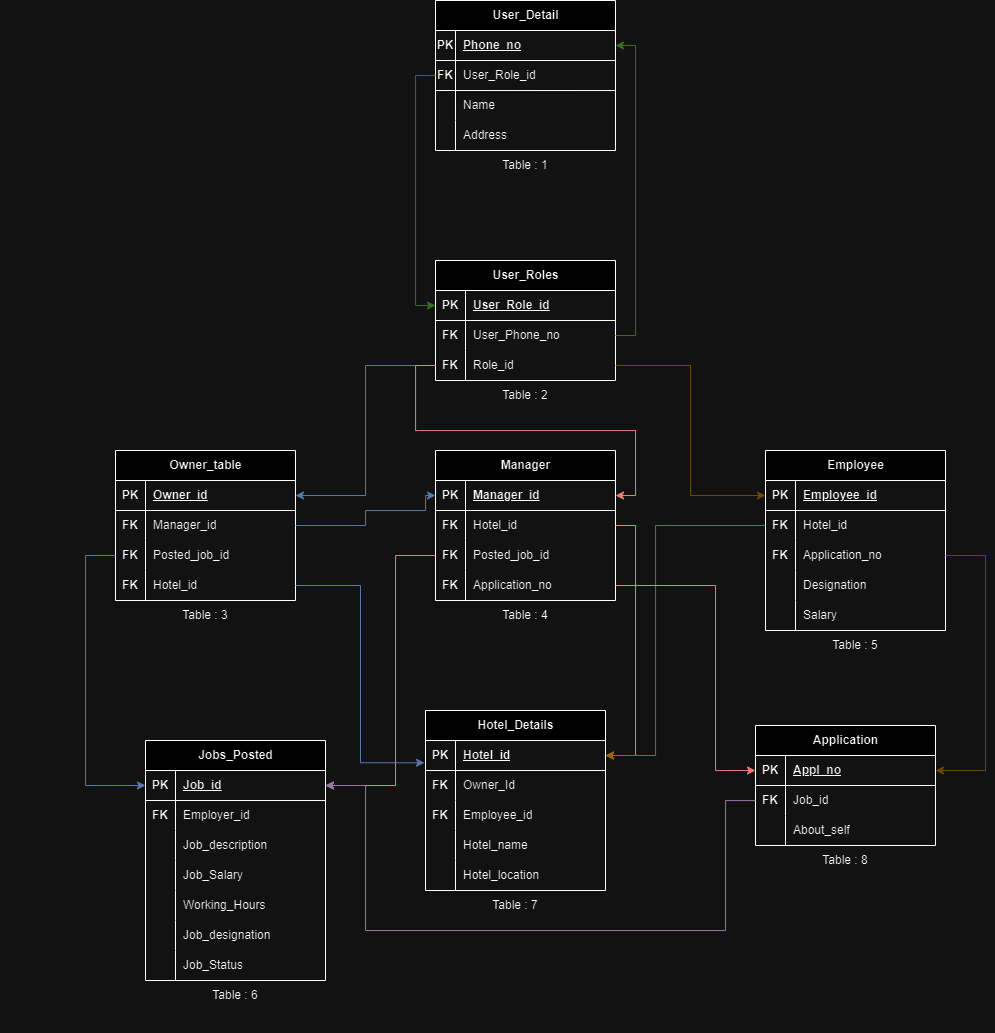 User_Detail
PK Phone_no
FK User_Role_id
Name
Address
Table : 1
User_Roles
PK User_Role_id
FK User_Phone_no
FK Role_id
Table : 2
Owner_table
PK Owner_id
FK Manager_id
FK Posted_job_id
FK Hotel_id
Table : 3
Manager
PK Manager_id
FK Hotel_id
FK Posted_job_id
FK Application_no
Table : 4
Employee
PK Employee_id
FK Hotel_id
FK Application_no
Designation
Salary
Table : 5
Jobs_Posted
PK Job_id
FK Employer_id
Job_description
Job_Salary
Working_Hours
Job_designation
Job_Status
Table : 6
Hotel_Details
PK Hotel_id
FK Owner_Id
FK Employee_id
Hotel_name
Hotel_location
Table : 7
Application
PK Appl_no
FK Job_id
About_self
Table : 8